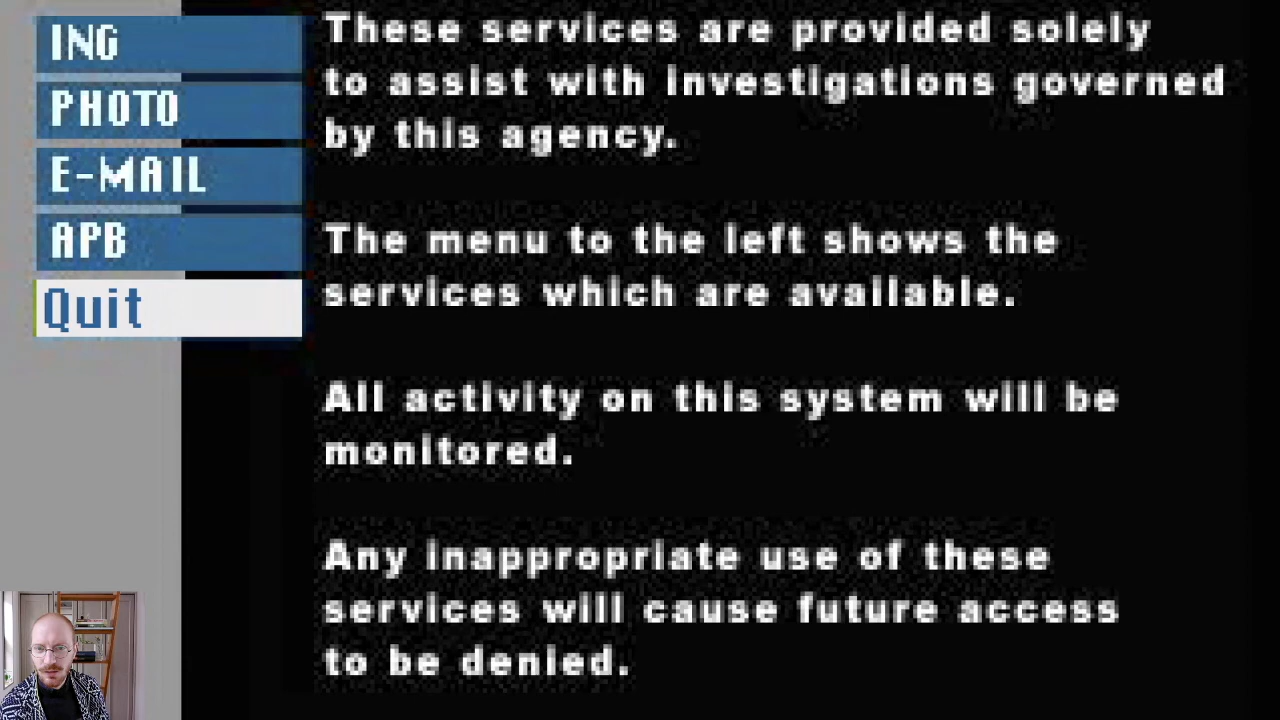 ING
PHOTO
E-MAIL
APB
Quit
These services are provided solely
to assist with investigations governed
by this agency.
The menu to the left shows the
services which are available.
All activity on this system will be
monitored.
Any inappropriate use of these
services will cause future access
to be denied.